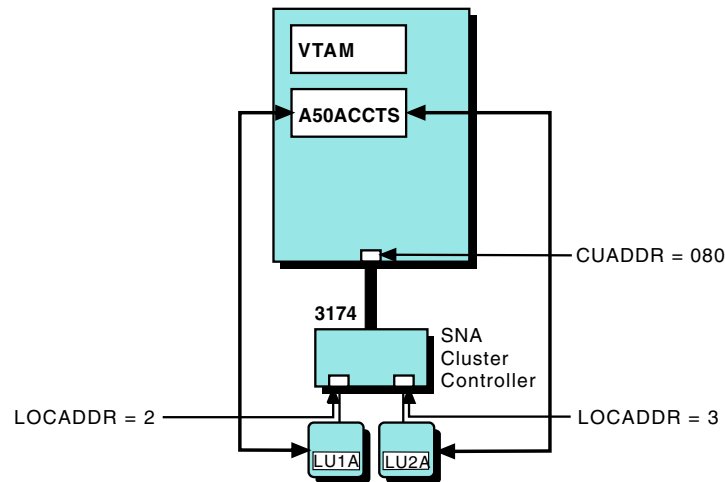 VTAM
A50ACCTS
CUADDR = 080
3174
SNA
Cluster
Controller
LOCADDR = 2
LOCADDR = 3
LU1A
LU2A